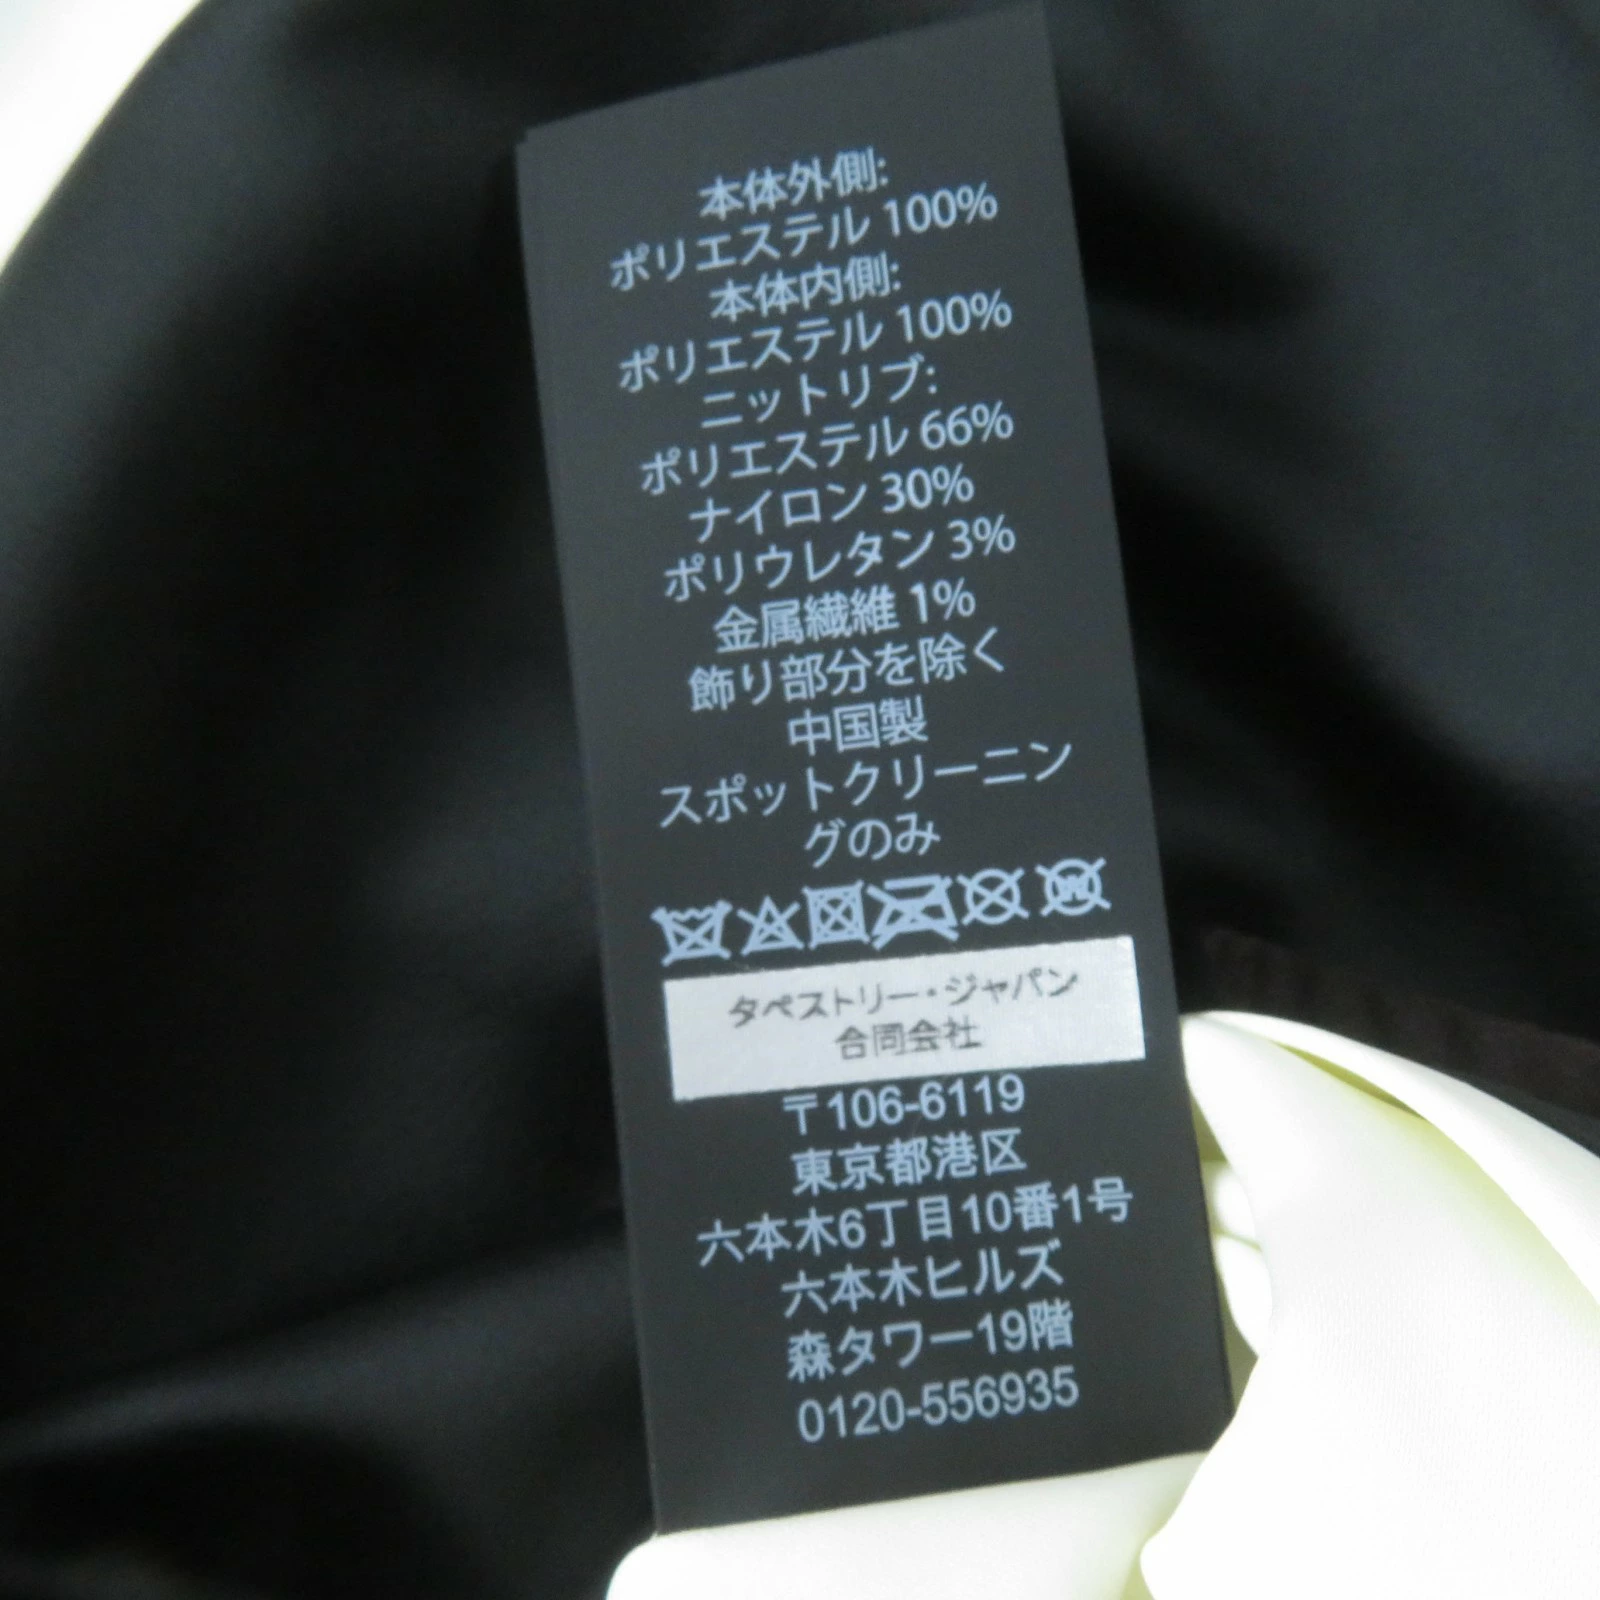 本体外側:
ポリエステル 100%
本体内側:
ポリエステル 100%
ニットリブ:
ポリエステル 66%
ナイロン 30%
ポリウレタン 3%
金属繊維 1%
飾り部分を除く
中国製
スポットクリーニン
グのみ
W
タペストリー・ジャパン
合同会社
〒106-6119
東京都港区
六本木6丁目10番1号
六本木ヒルズ
森タワー19階
0120-556935